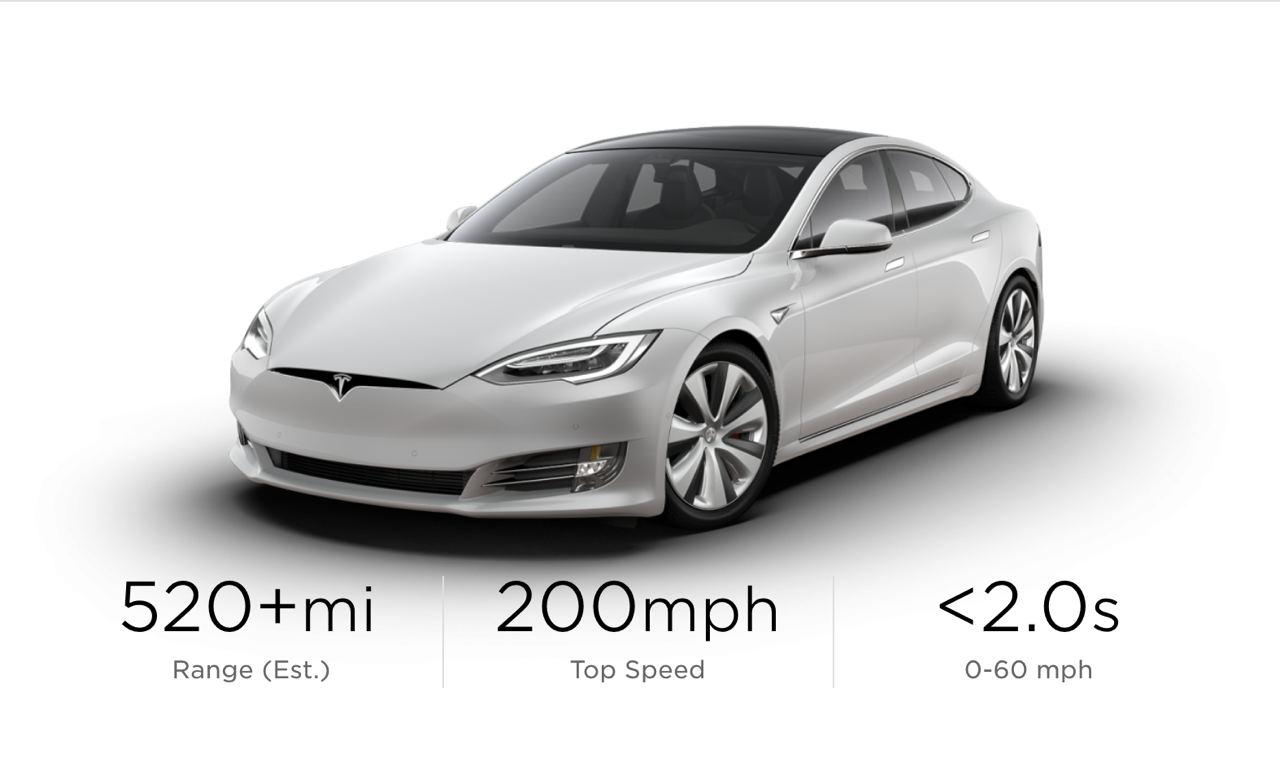 520+mi
200mph
<2.0s
Range (Est.)
Top Speed
0-60 mph